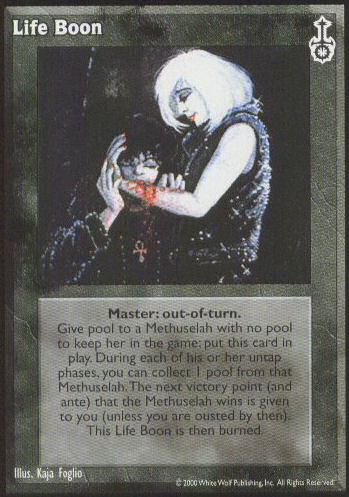 Life Boon
Master: out-of-turn.
Give pool to a Methuselah with no pool
to keep her in the game: put this card in
play. During each of his or her untap
phases, you can collect 1 pool from that
Methuselah. The next victory point (and
ante) that the Methuselah wins is given
to you (unless you are ousted by then).
This Life Boon is then burned.
Illus. Kaja Foglio
© 2000 White Wolf Publishing, Inc. All Rights Reserved.